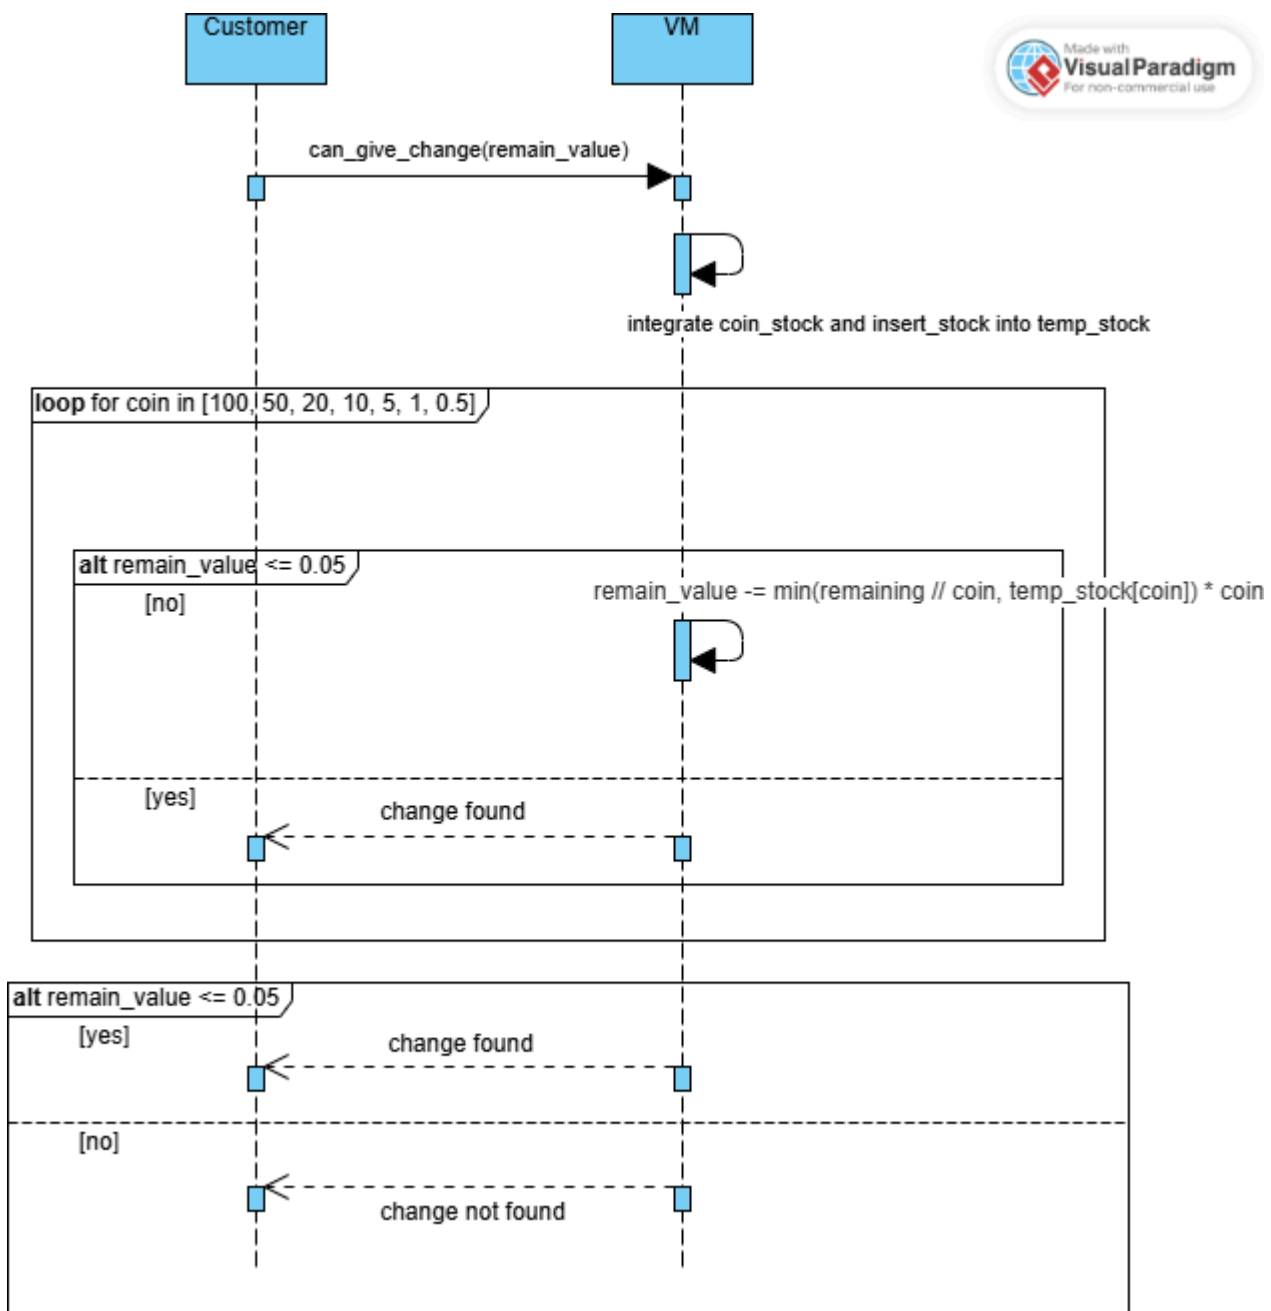 Customer
VM
Made with
Visual Paradigm
For non-commercial use
can_give_change(remain_value)
integrate coin_stock and insert_stock into temp_stock
loop for coin in [100, 50, 20, 10, 5, 1, 0.5]
alt remain_value <= 0.05
[no]
remain_value -= min(remaining // coin, temp_stock[coin]) * coin
[yes]
change found
alt remain_value <= 0.05
[yes]
change found
[no]
change not found